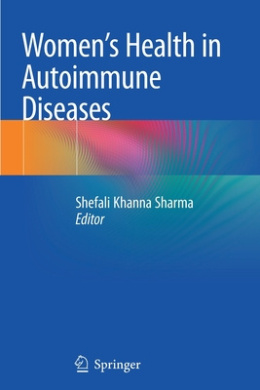 Women’s Health in
Autoimmune
Diseases
Shefali Khanna Sharma
Editor
Springer